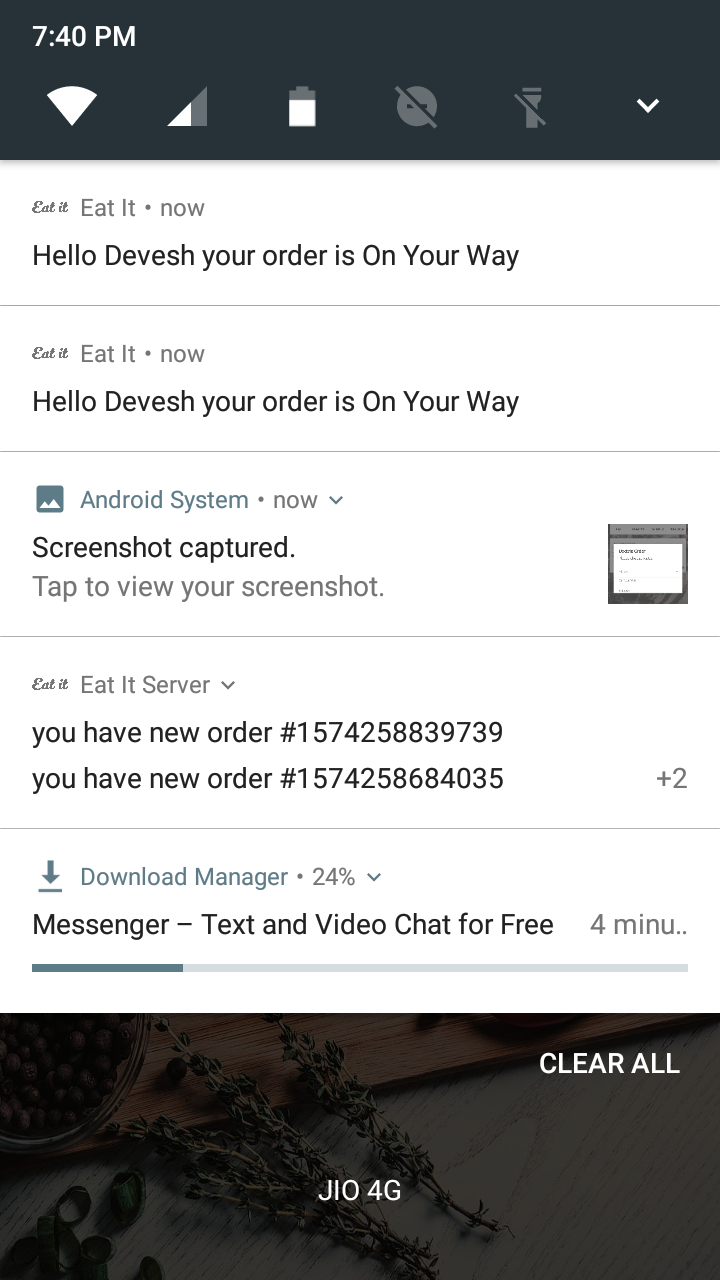 7:40 PM
Eat it Eat It • now
Hello Devesh your order is On Your Way
Eat it Eat It • now
Hello Devesh your order is On Your Way
Android System • now
Screenshot captured.
Tap to view your screenshot.
Eat it Eat It Server
you have new order #1574258839739
you have new order #1574258684035 +2
Download Manager • 24%
Messenger – Text and Video Chat for Free 4 minu..
CLEAR ALL
JIO 4G